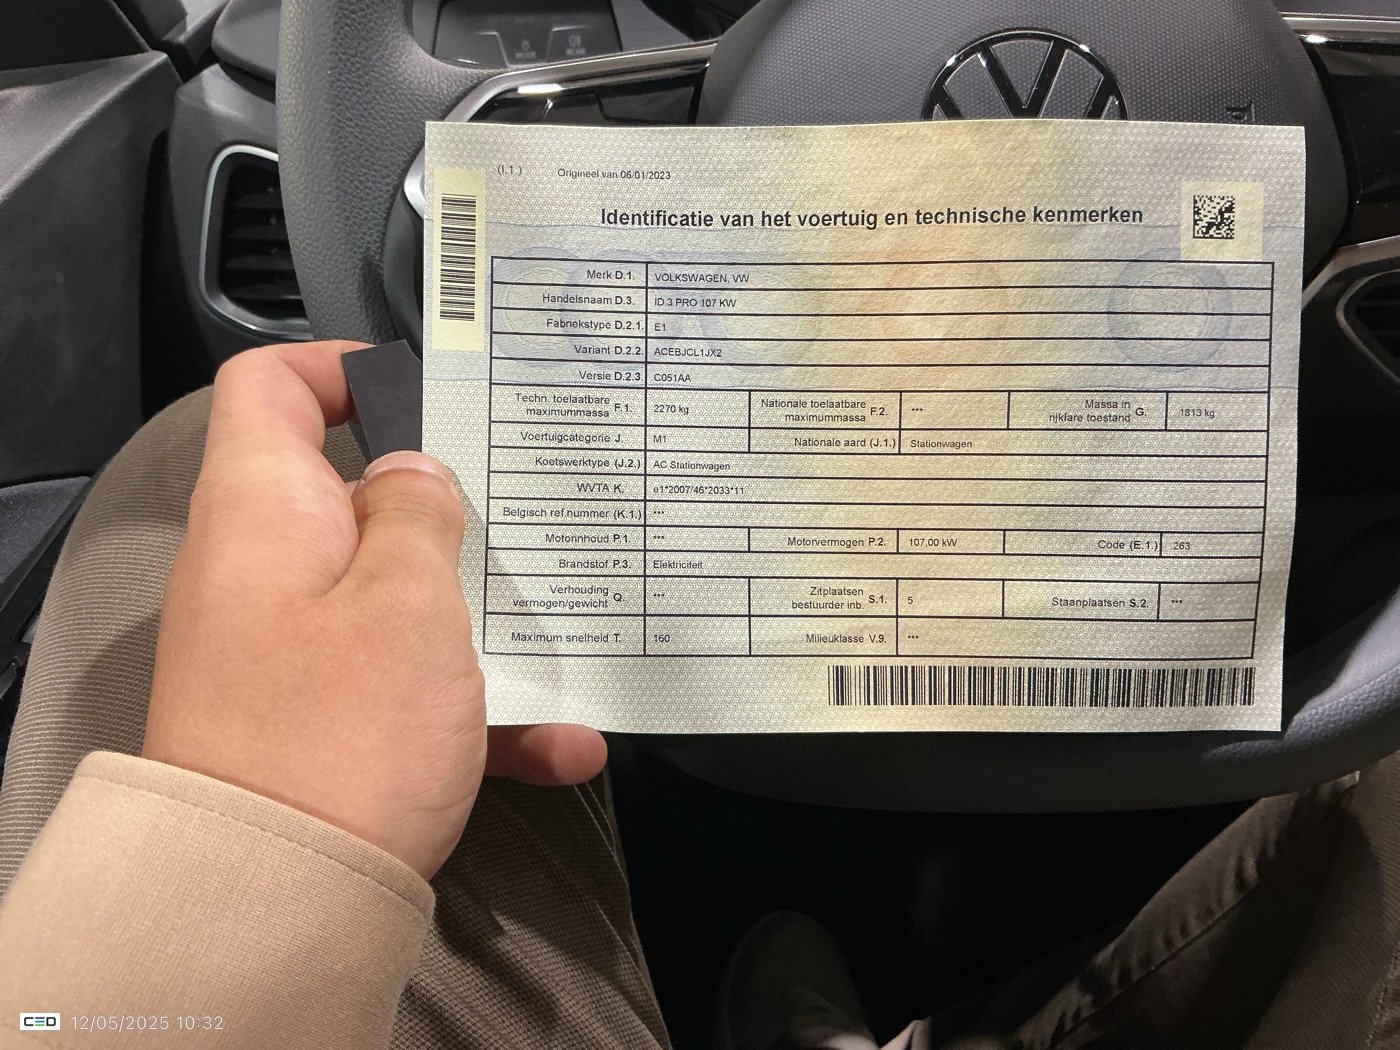 MODE
REAR
(I.1.)
Origineel van 06/01/2023
Identificatie van het voertuig en technische kenmerken
Merk D.1. VOLKSWAGEN, VW
Handelsnaam D.3. ID.3 PRO 107 KW
Fabriekstype D.2.1. E1
Variant D.2.2. ACEBJCL1JX2
Versie D.2.3. C051AA
Techn. toelaatbare maximummassa F.1. 2270 kg Nationale toelaatbare maximummassa F.2. *** Massa in rijklare toestand G. 1813 kg
Voertuigcategorie J. M1 Nationale aard (J.1.) Stationwagen
Koetswerktype (J.2.) AC Stationwagen
WVTA K. e1*2007/46*2033*11
Belgisch ref.nummer (K.1.) ***
Motorinhoud P.1. *** Motorvermogen P.2. 107,00 kW Code (E.1.) 263
Brandstof P.3. Elektriciteit
Verhouding vermogen/gewicht Q. *** Zitplaatsen bestuurder inb. S.1. 5 Staanplaatsen S.2. ***
Maximum snelheid T. 160 Milieuklasse V.9. ***
CED 12/05/2025 10:32